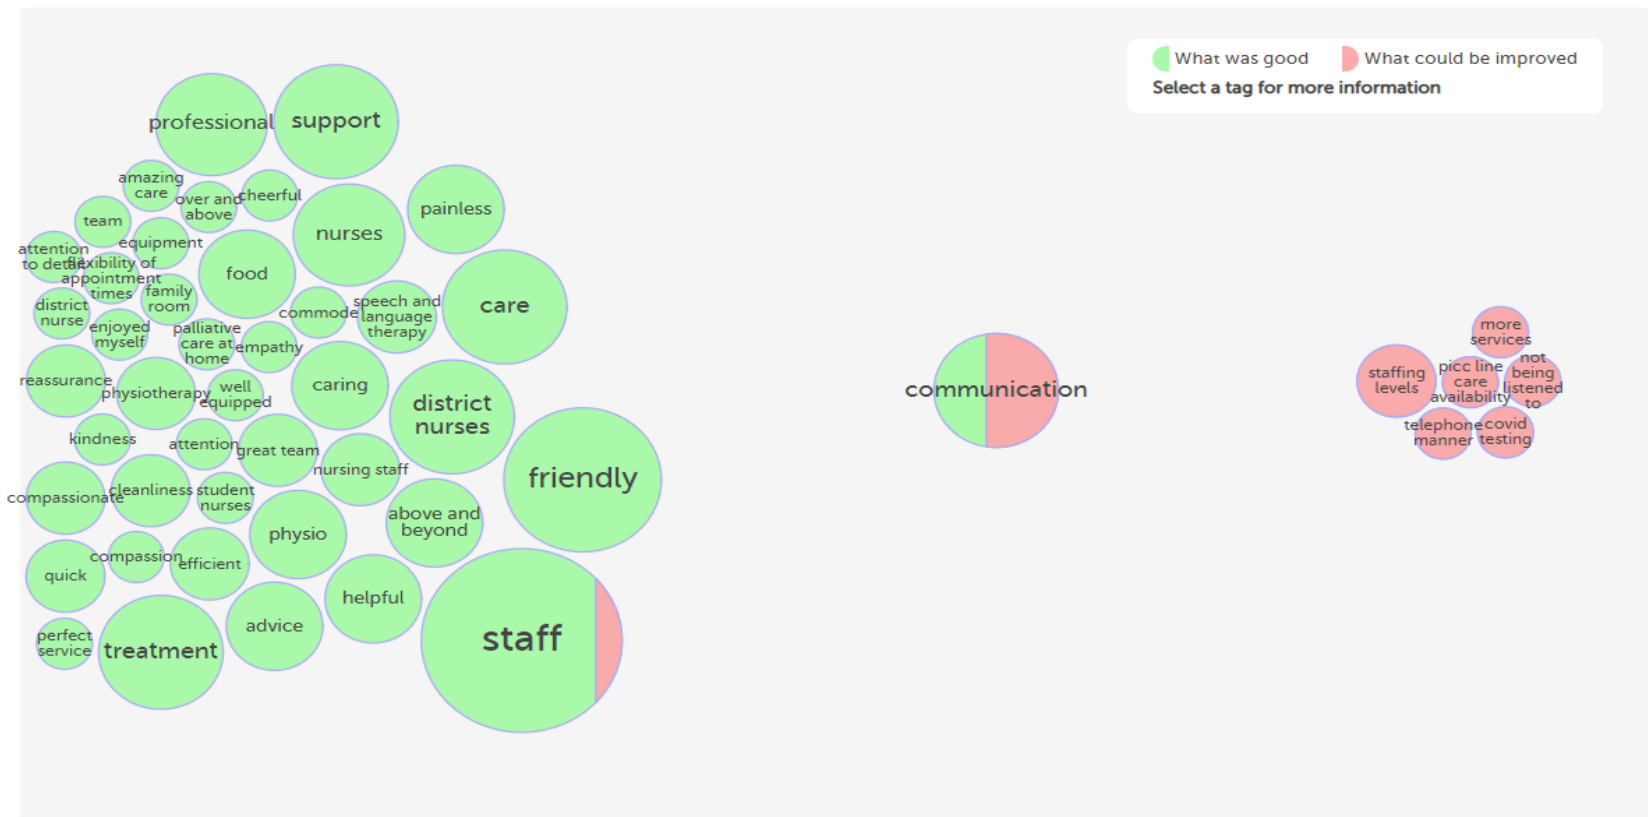 What was good
What could be improved
Select a tag for more information
professional
support
amazing
care
over and
above
cheerful
team
equipment
nurses
painless
attention
to detail
flexibility of
appointment
times
food
family
room
district
nurse
enjoyed
myself
commode
speech and
language
therapy
care
palliative
care at
home
empathy
reassurance
physiotherapy
well
equipped
caring
district
nurses
kindness
attention
great team
nursing staff
friendly
compassionate
cleanliness
student
nurses
physio
above and
beyond
quick
compassion
efficient
helpful
perfect
service
treatment
advice
staff
communication
more
services
staffing
levels
picc line
care
availability
not
being
listened
to
telephone
manner
covid
testing